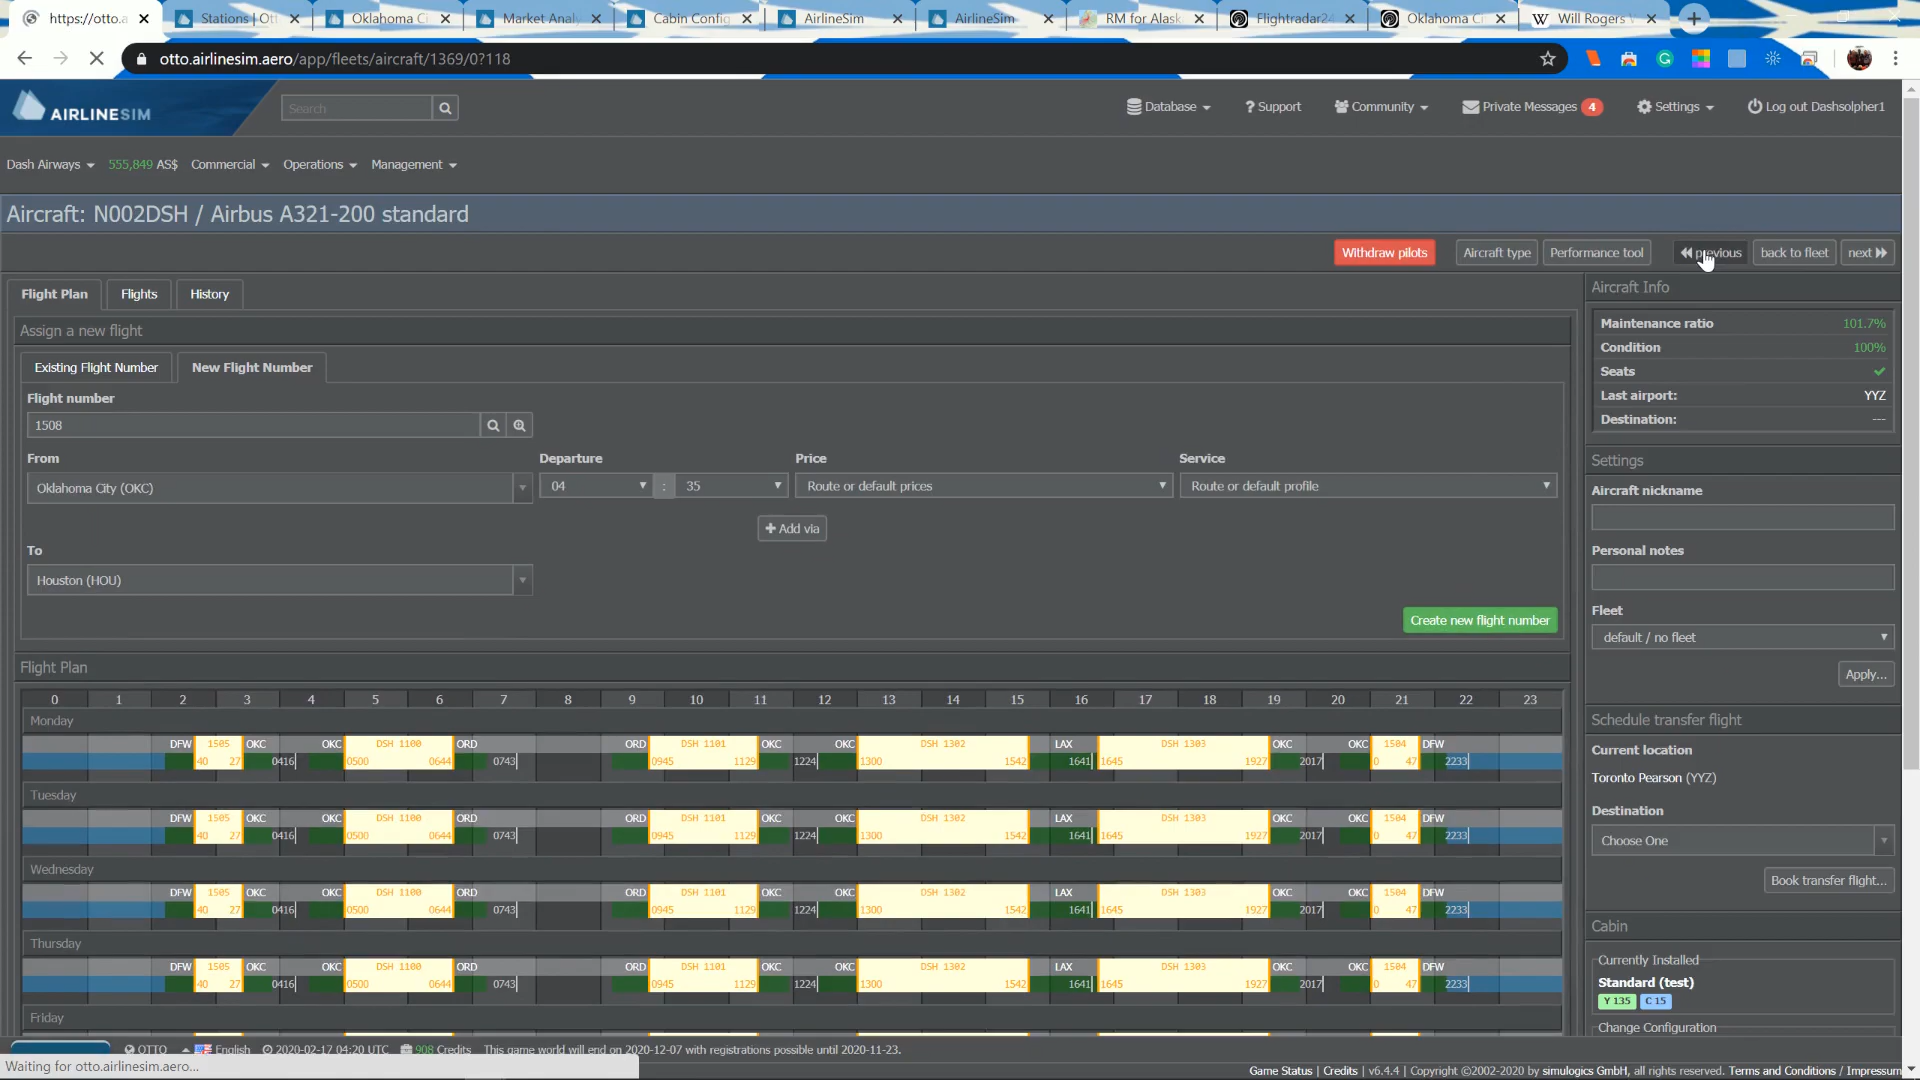 https://otto.a
Stations | Ott
Oklahoma Ci
Market Analy
Cabin Config
AirlineSim
AirlineSim
RM for Alask
Flightradar24
Oklahoma Ci
Will Rogers
otto.airlinesim.aero/app/fleets/aircraft/1369/0?118
AIRLINESIM
Search
Database
Support
Community
Private Messages 4
Settings
Log out Dashsolpher1
Dash Airways 555,849 AS$ Commercial Operations Management
Aircraft: N002DSH / Airbus A321-200 standard
Withdraw pilots
Aircraft type
Performance tool
previous
back to fleet
next
Flight Plan
Flights
History
Aircraft Info
Maintenance ratio 101.7%
Condition 100%
Seats
Last airport: YYZ
Destination: ---
Assign a new flight
Existing Flight Number
New Flight Number
Flight number
1508
From
Departure
Price
Service
Oklahoma City (OKC)
04 : 35
Route or default prices
Route or default profile
+ Add via
To
Houston (HOU)
Create new flight number
Settings
Aircraft nickname
Personal notes
Fleet
default / no fleet
Apply...
Flight Plan
0 1 2 3 4 5 6 7 8 9 10 11 12 13 14 15 16 17 18 19 20 21 22 23
Monday
DFW 1505 OKC OKC DSH 1100 ORD ORD DSH 1101 OKC OKC DSH 1302 LAX DSH 1303 OKC OKC 1504 DFW
40 27 0416 0500 0644 0743 0945 1129 1224 1300 1542 1641 1645 1927 2017 0 47 2233
Tuesday
DFW 1505 OKC OKC DSH 1100 ORD ORD DSH 1101 OKC OKC DSH 1302 LAX DSH 1303 OKC OKC 1504 DFW
40 27 0416 0500 0644 0743 0945 1129 1224 1300 1542 1641 1645 1927 2017 0 47 2233
Wednesday
DFW 1505 OKC OKC DSH 1100 ORD ORD DSH 1101 OKC OKC DSH 1302 LAX DSH 1303 OKC OKC 1504 DFW
40 27 0416 0500 0644 0743 0945 1129 1224 1300 1542 1641 1645 1927 2017 0 47 2233
Thursday
DFW 1505 OKC OKC DSH 1100 ORD ORD DSH 1101 OKC OKC DSH 1302 LAX DSH 1303 OKC OKC 1504 DFW
40 27 0416 0500 0644 0743 0945 1129 1224 1300 1542 1641 1645 1927 2017 0 47 2233
Friday
Schedule transfer flight
Current location
Toronto Pearson (YYZ)
Destination
Choose One
Book transfer flight...
Cabin
Currently Installed
Standard (test)
Y 135 C 15
Change Configuration
OTTO English 2020-02-17 04:20 UTC 908 Credits This game world will end on 2020-12-07 with registrations possible until 2020-11-23.
Waiting for otto.airlinesim.aero...
Game Status | Credits | v6.4.4 | Copyright ©2002-2020 by simulogics GmbH, all rights reserved. Terms and Conditions / Impressum